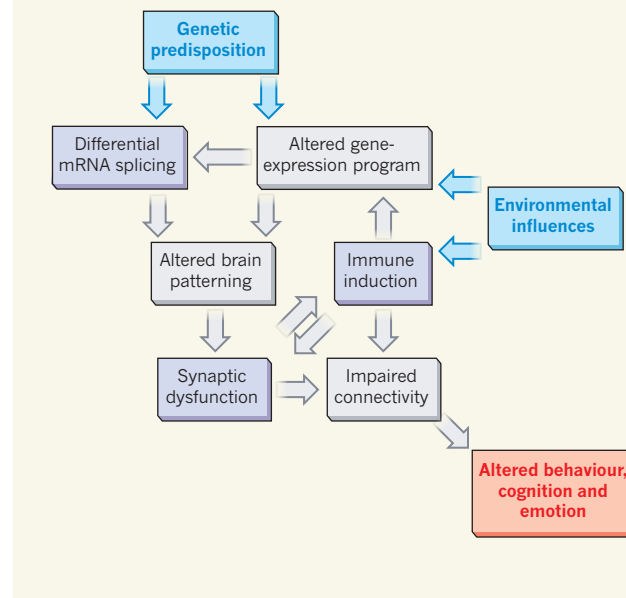 Genetic
predisposition
Differential
mRNA splicing
Altered gene-
expression program
Environmental
influences
Altered brain
patterning
Immune
induction
Synaptic
dysfunction
Impaired
connectivity
Altered behaviour,
cognition and
emotion